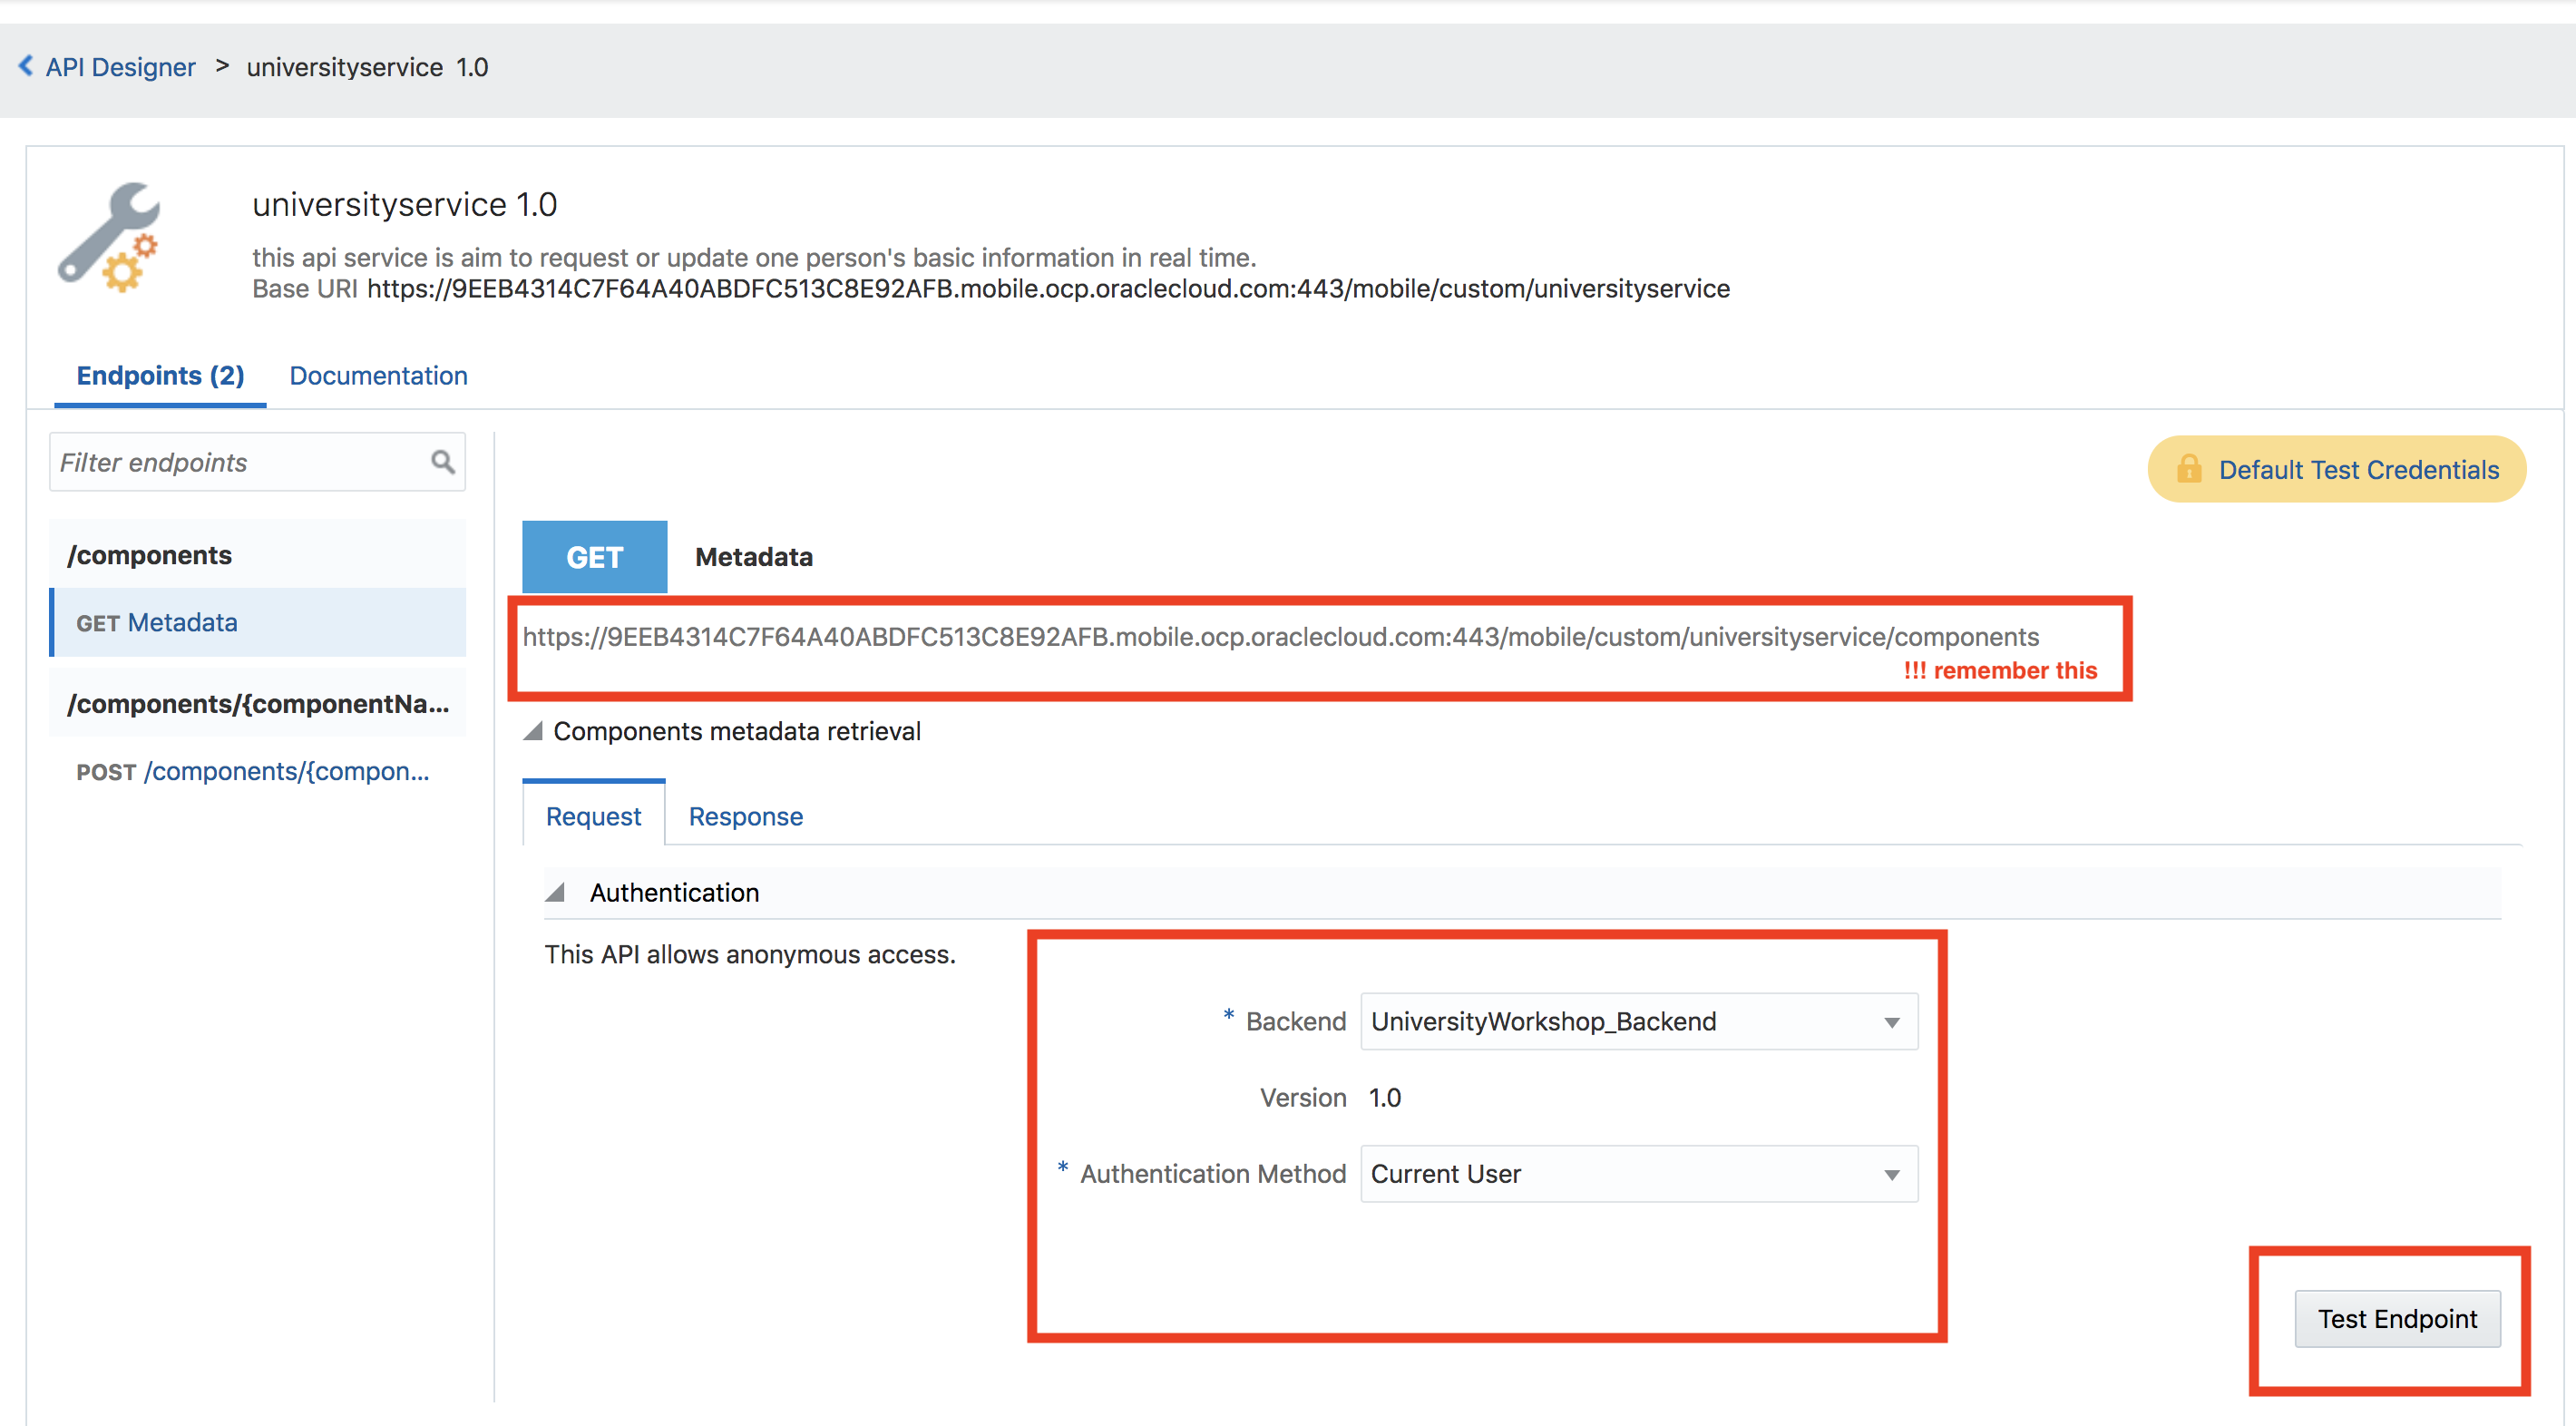 API Designer > universityservice 1.0
universityservice 1.0
this api service is aim to request or update one person's basic information in real time.
Base URI https://9EEB4314C7F64A40ABDFC513C8E92AFB.mobile.ocp.oraclecloud.com:443/mobile/custom/universityservice
Endpoints (2) Documentation
Filter endpoints
Default Test Credentials
/components
GET Metadata
/components/{componentNa...
POST /components/{compon...
GET Metadata
https://9EEB4314C7F64A40ABDFC513C8E92AFB.mobile.ocp.oraclecloud.com:443/mobile/custom/universityservice/components
!!! remember this
Components metadata retrieval
Request Response
Authentication
This API allows anonymous access.
* Backend UniversityWorkshop_Backend
Version 1.0
* Authentication Method Current User
Test Endpoint